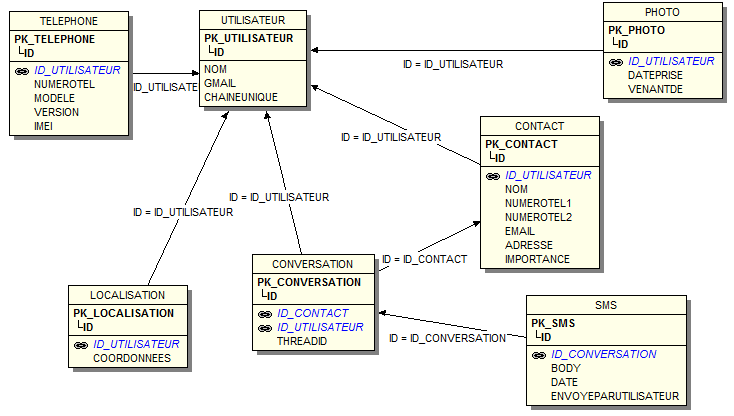 TELEPHONE
PK_TELEPHONE
ID
ID_UTILISATEUR
NUMEROTEL
MODELE
VERSION
IMEI
ID_UTILISATE
UTILISATEUR
PK_UTILISATEUR
ID
NOM
GMAIL
CHAINEUNIQUE
ID = ID_UTILISATEUR
PHOTO
PK_PHOTO
ID
ID_UTILISATEUR
DATEPRISE
VENANTDE
ID = ID_UTILISATEUR
CONTACT
PK_CONTACT
ID
ID_UTILISATEUR
NOM
NUMEROTEL1
NUMEROTEL2
EMAIL
ADRESSE
IMPORTANCE
ID = ID_UTILISATEUR
ID = ID_UTILISATEUR
ID = ID_CONTACT
LOCALISATION
PK_LOCALISATION
ID
ID_UTILISATEUR
COORDONNEES
CONVERSATION
PK_CONVERSATION
ID
ID_CONTACT
ID_UTILISATEUR
THREADID
ID = ID_CONVERSATION
SMS
PK_SMS
ID
ID_CONVERSATION
BODY
DATE
ENVOYEPARUTILISATEUR